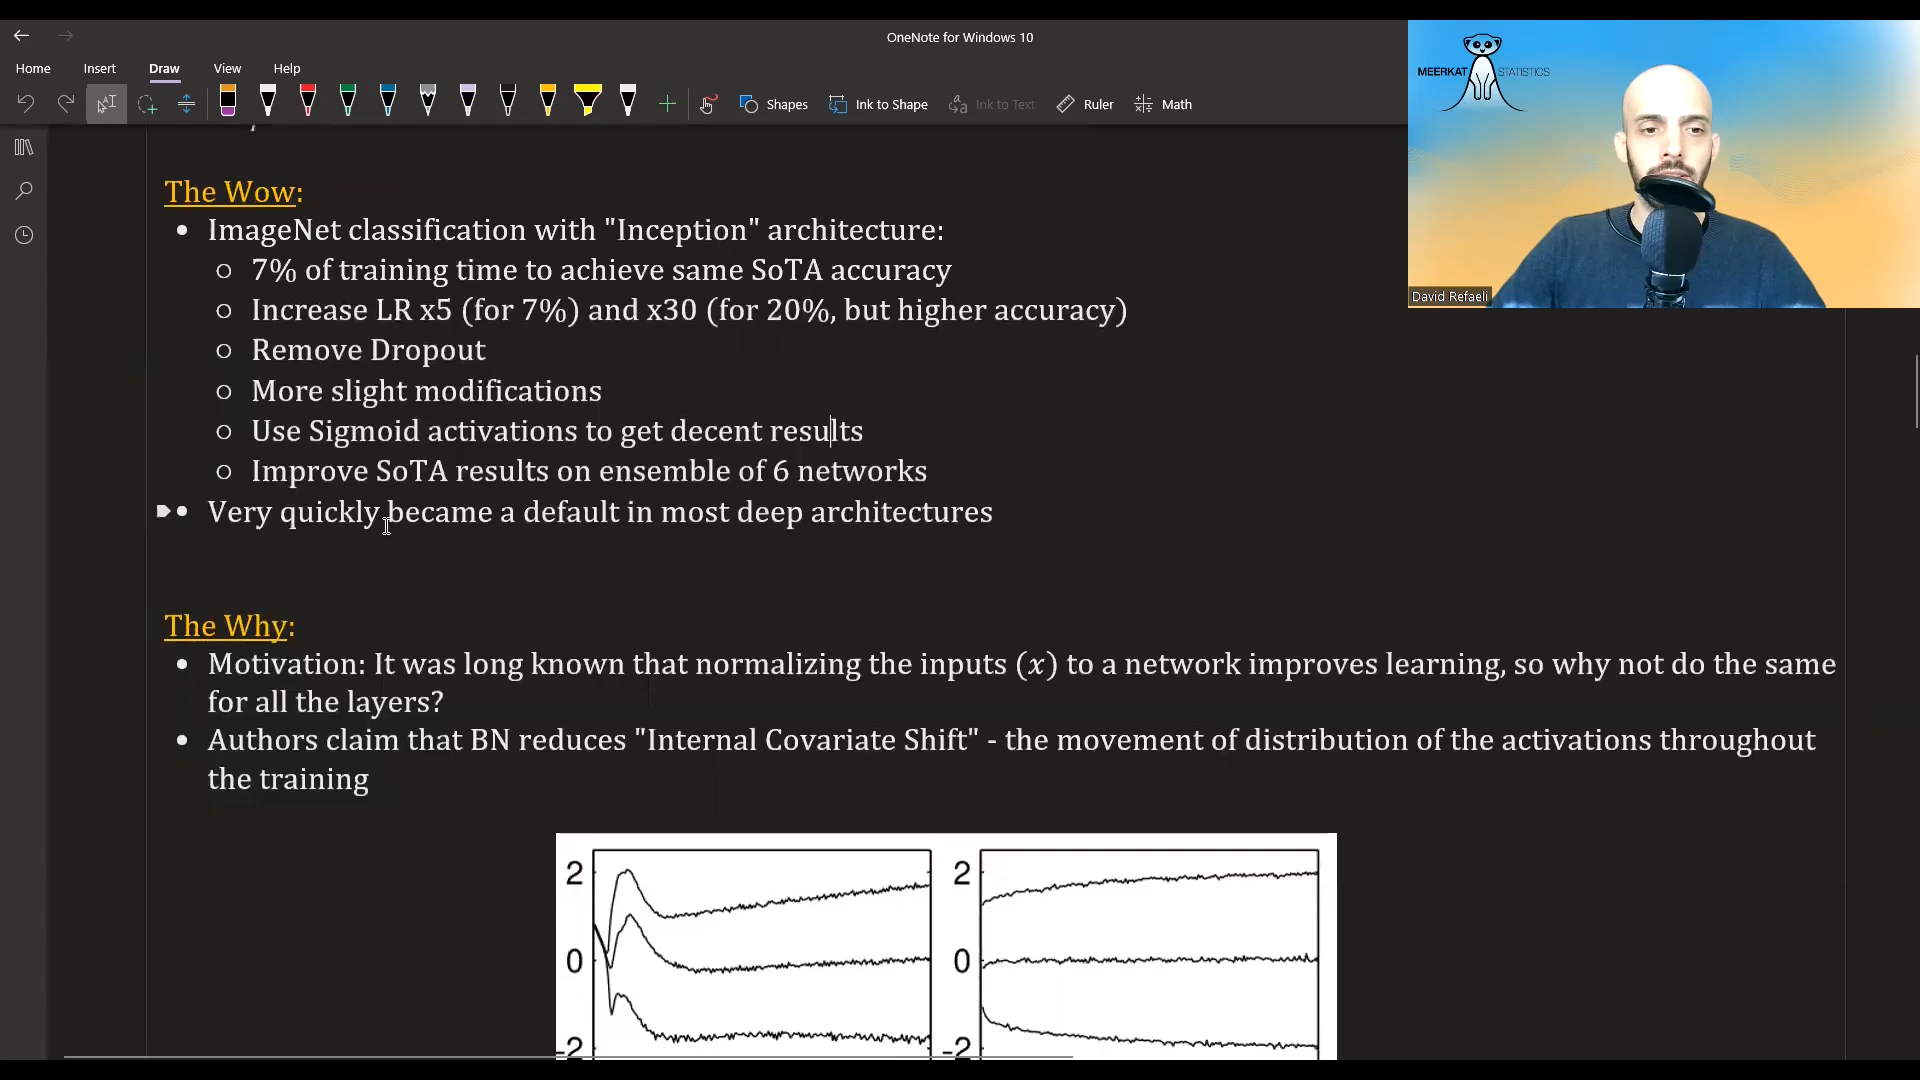 OneNote for Windows 10
Home Insert Draw View Help
Shapes Ink to Shape Ink to Text Ruler Math
MEERKAT STATISTICS
David Refaeli
The Wow:
• ImageNet classification with "Inception" architecture:
○ 7% of training time to achieve same SoTA accuracy
○ Increase LR x5 (for 7%) and x30 (for 20%, but higher accuracy)
○ Remove Dropout
○ More slight modifications
○ Use Sigmoid activations to get decent results
○ Improve SoTA results on ensemble of 6 networks
• Very quickly became a default in most deep architectures
The Why:
• Motivation: It was long known that normalizing the inputs (x) to a network improves learning, so why not do the same
for all the layers?
• Authors claim that BN reduces "Internal Covariate Shift" - the movement of distribution of the activations throughout
the training
2 2
0 0
-2 -2